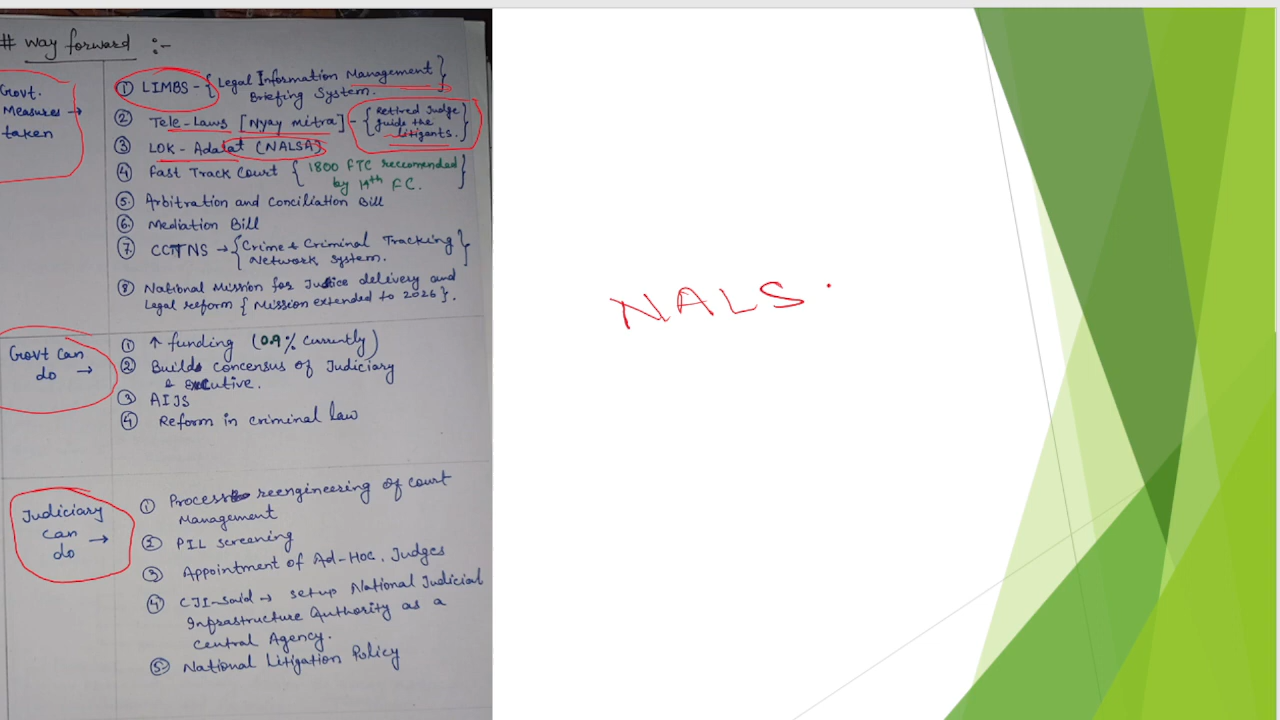 # Way forward :-
Govt.
Measures →
taken
① LIMBS - { Legal Information Management
Briefing System. }
② Tele-Laws [Nyay mitra] - { Retired Judge
guide the
litigants. }
③ LOK - Adalat (NALSA)
④ Fast Track Court { 1800 FTC reccomended
by 14th FC. }
⑤ Arbitration and Conciliation Bill
⑥ Mediation Bill
⑦ CCTNS → { Crime & Criminal Tracking
Network System. }
⑧ National Mission for Justice delivery and
Legal reform { Mission extended to 2026 }.
Govt can
do →
① ↑ funding (0.9% currently)
② Build concensus of Judiciary
& executive.
③ AIJS
④ Reform in criminal law
Judiciary
can →
do
① Process reengineering of court
Management
② PIL screening
③ Appointment of Ad-Hoc. Judges
④ CJI-said → setup National Judicial
Infrastructure Authority as a
Central Agency.
⑤ National Litigation Policy
NALS